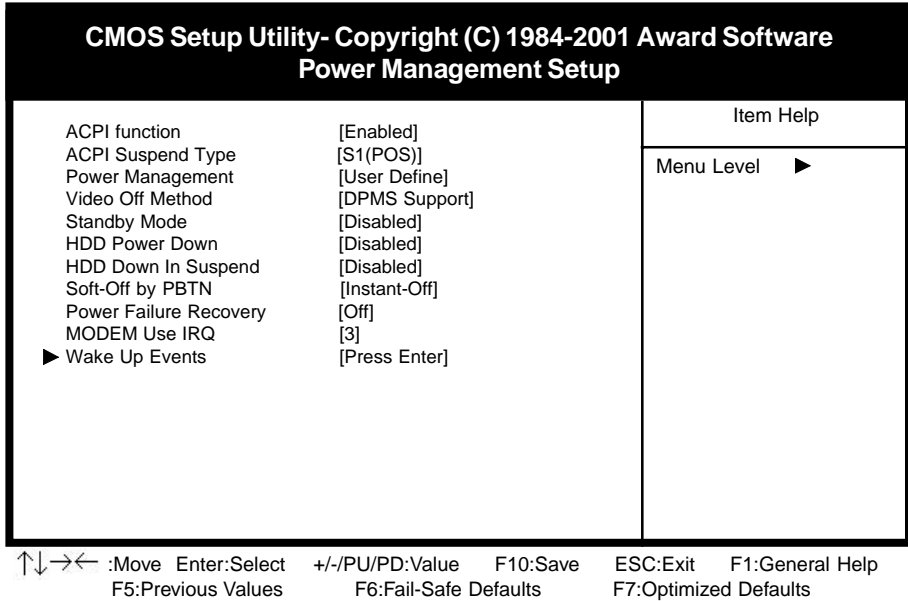 CMOS Setup Utility- Copyright (C) 1984-2001 Award Software
Power Management Setup
ACPI function [Enabled]
ACPI Suspend Type [S1(POS)]
Power Management [User Define]
Video Off Method [DPMS Support]
Standby Mode [Disabled]
HDD Power Down [Disabled]
HDD Down In Suspend [Disabled]
Soft-Off by PBTN [Instant-Off]
Power Failure Recovery [Off]
MODEM Use IRQ [3]
▶ Wake Up Events [Press Enter]
Item Help
Menu Level ▶
↑↓→← :Move Enter:Select +/-/PU/PD:Value F10:Save ESC:Exit F1:General Help
F5:Previous Values F6:Fail-Safe Defaults F7:Optimized Defaults